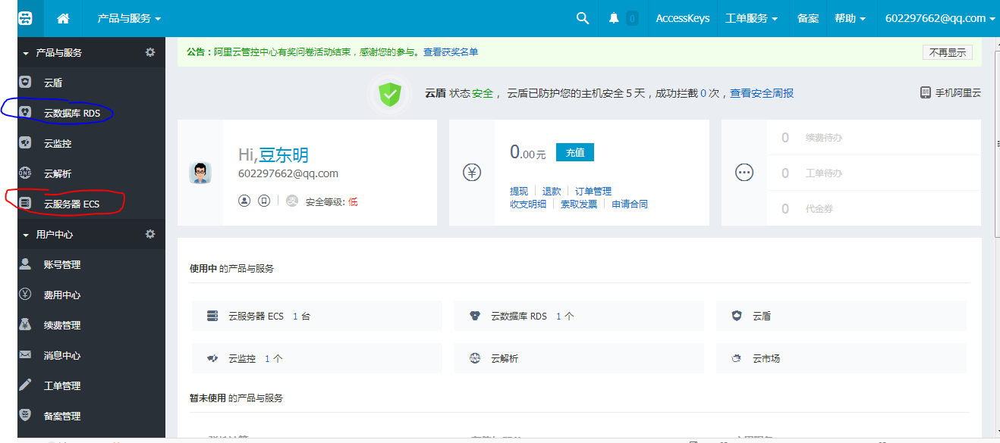 产品与服务
0
AccessKeys
工单服务
备案
帮助
602297662@qq.com
产品与服务
云盾
云数据库 RDS
云监控
DNS
云解析
云服务器 ECS
用户中心
账号管理
费用中心
续费管理
消息中心
工单管理
备案管理
公告：阿里云管控中心有奖问卷活动结束，感谢您的参与。查看获奖名单
不再显示
云盾 状态 安全， 云盾已防护您的主机安全 5 天，成功拦截 0 次，查看安全周报
手机阿里云
Hi,豆东明
602297662@qq.com
支 安全等级: 低
¥
0.00元 充值
提现 退款 订单管理
收支明细 索取发票 申请合同
0 续费待办
0 工单待办
0 代金券
使用中 的产品与服务
云服务器 ECS 1 台
云数据库 RDS 1 个
云盾
云监控 1 个
DNS 云解析
云市场
暂未使用 的产品与服务